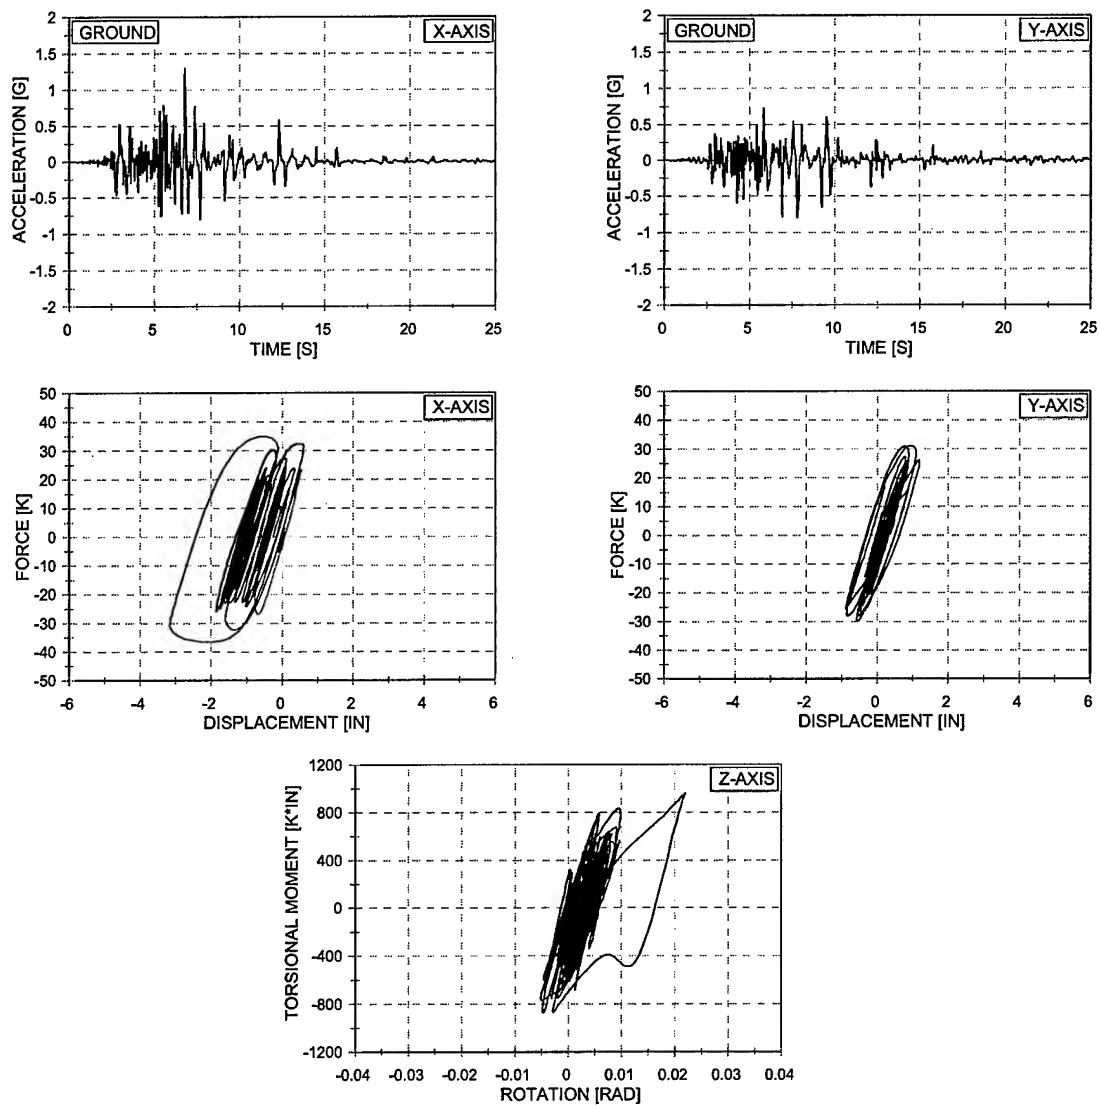 GROUND
X-AXIS
2
1.5
1
0.5
0
-0.5
-1
-1.5
-2
ACCELERATION [G]
0 5 10 15 20 25
TIME [S]
GROUND
Y-AXIS
2
1.5
1
0.5
0
-0.5
-1
-1.5
-2
ACCELERATION [G]
0 5 10 15 20 25
TIME [S]
X-AXIS
50
40
30
20
10
0
-10
-20
-30
-40
-50
FORCE [K]
-6 -4 -2 0 2 4 6
DISPLACEMENT [IN]
Y-AXIS
50
40
30
20
10
0
-10
-20
-30
-40
-50
FORCE [K]
-6 -4 -2 0 2 4 6
DISPLACEMENT [IN]
Z-AXIS
1200
800
400
0
-400
-800
-1200
TORSIONAL MOMENT [K*IN]
-0.04 -0.03 -0.02 -0.01 0 0.01 0.02 0.03 0.04
ROTATION [RAD]